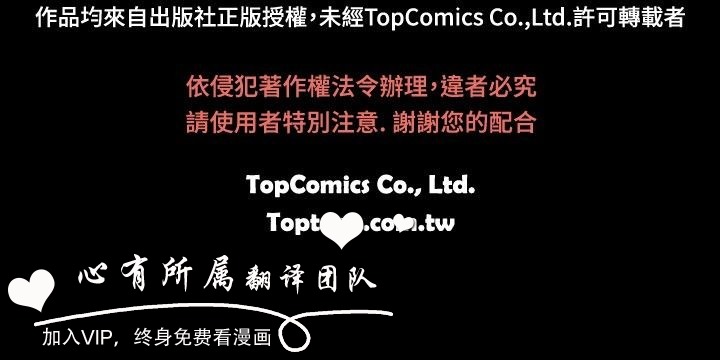 作品均來自出版社正版授權，未經TopComics Co.,Ltd.許可轉載者
依侵犯著作權法令辦理，違者必究
請使用者特別注意. 謝謝您的配合
TopComics Co., Ltd.
心有所属翻译团队
加入VIP，终身免费看漫画